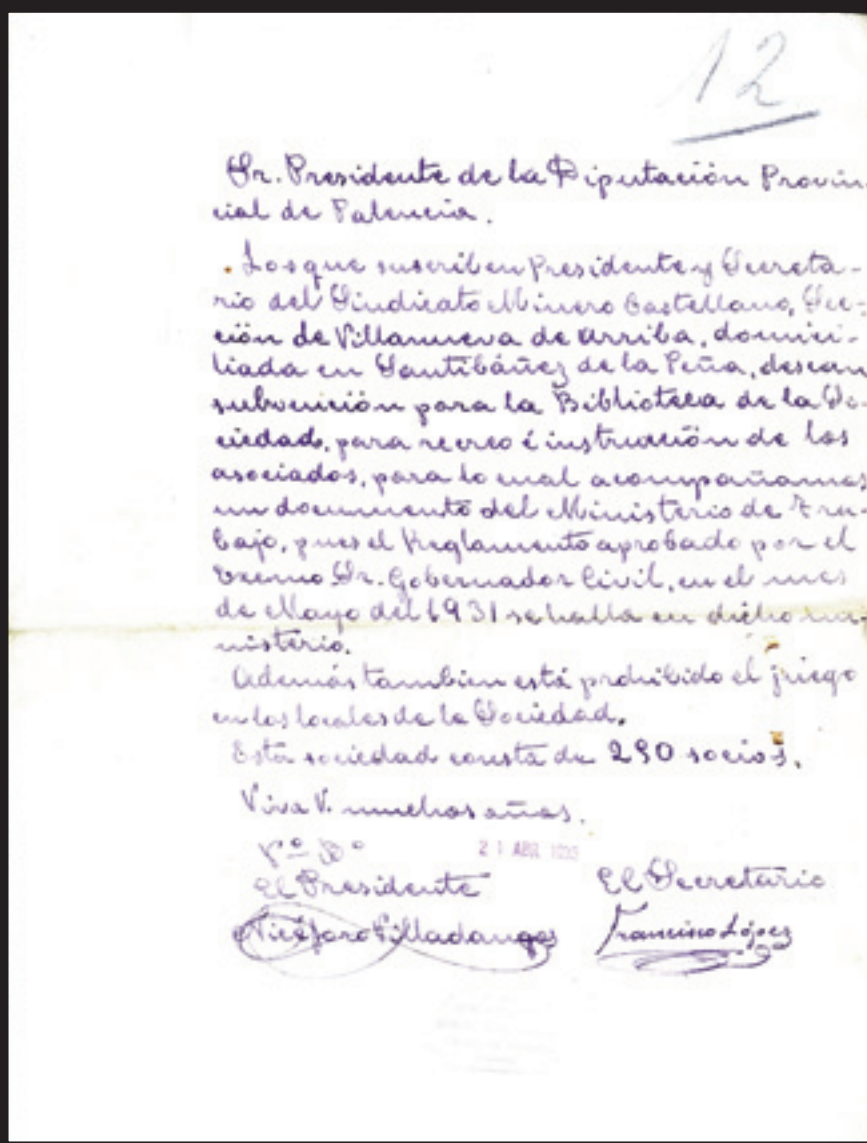 12
Sr. Presidente de la Diputación Provin-
cial de Palencia.
Los que suscriben Presidente y Secreta-
rio del Sindicato Minero Castellano, Sec-
ción de Villanueva de Arriba, domici-
liada en Santibáñez de la Peña, desean
subvención para la Biblioteca de la So-
ciedad, para recreo é instrucción de los
asociados, para lo cual acompañamos
un documento del Ministerio de Tra-
bajo, pues el Reglamento aprobado por el
Excmo Sr. Gobernador Civil, en el mes
de Mayo del 1931 se halla en dicho mi-
nisterio.
Además tambien está prohibido el juego
en los locales de la Sociedad.
Esta sociedad consta de 290 socios.
Viva V. muchos años.
Vº Bº
21 ABR
El Presidente El Secretario
Nicéforo Villadangos Francisco López